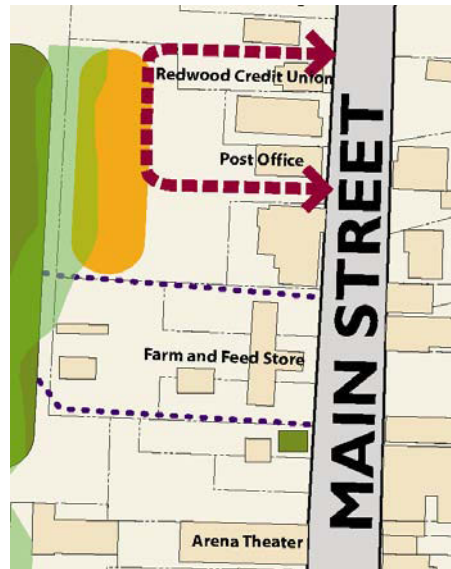 Redwood Credit Union
Post Office
Farm and Feed Store
Arena Theater
MAIN STREET